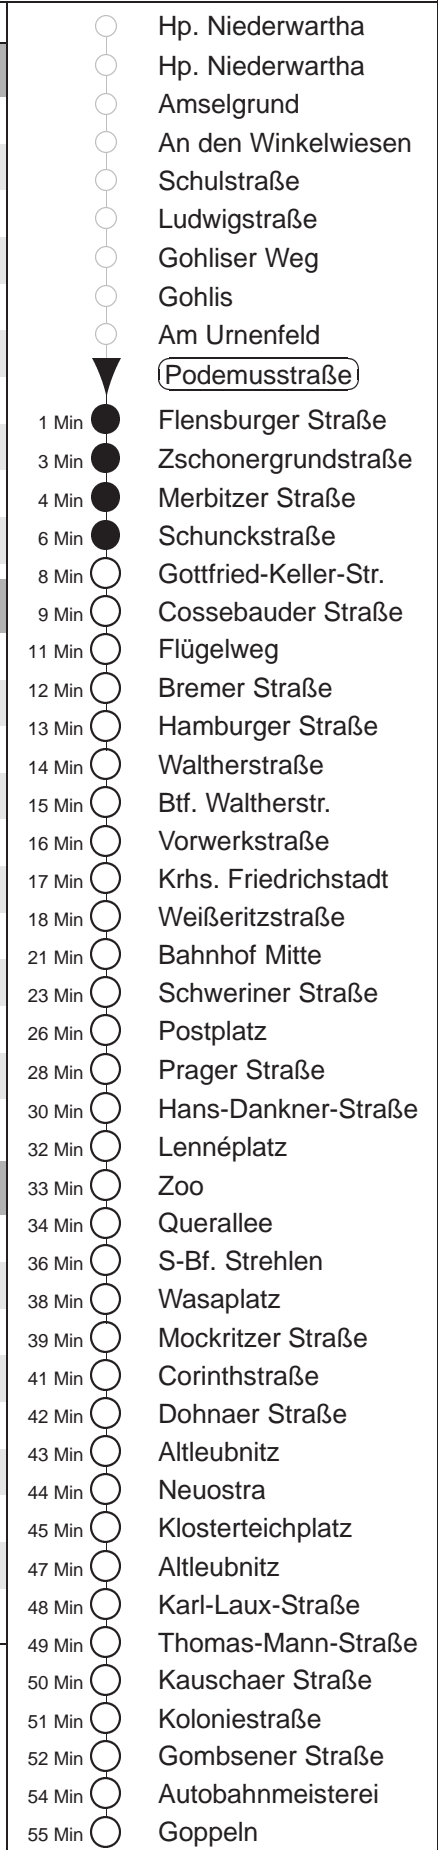 Hp. Niederwartha
Hp. Niederwartha
Amselgrund
An den Winkelwiesen
Schulstraße
Ludwigstraße
Gohliser Weg
Gohlis
Am Urnenfeld
Podemusstraße
1 Min Flensburger Straße
3 Min Zschonergrundstraße
4 Min Merbitzer Straße
6 Min Schunckstraße
8 Min Gottfried-Keller-Str.
9 Min Cossebauder Straße
11 Min Flügelweg
12 Min Bremer Straße
13 Min Hamburger Straße
14 Min Waltherstraße
15 Min Btf. Waltherstr.
16 Min Vorwerkstraße
17 Min Krhs. Friedrichstadt
18 Min Weißeritzstraße
21 Min Bahnhof Mitte
23 Min Schweriner Straße
26 Min Postplatz
28 Min Prager Straße
30 Min Hans-Dankner-Straße
32 Min Lennéplatz
33 Min Zoo
34 Min Querallee
36 Min S-Bf. Strehlen
38 Min Wasaplatz
39 Min Mockritzer Straße
41 Min Corinthstraße
42 Min Dohnaer Straße
43 Min Altleubnitz
44 Min Neuostra
45 Min Klosterteichplatz
47 Min Altleubnitz
48 Min Karl-Laux-Straße
49 Min Thomas-Mann-Straße
50 Min Kauschaer Straße
51 Min Koloniestraße
52 Min Gombsener Straße
54 Min Autobahnmeisterei
55 Min Goppeln